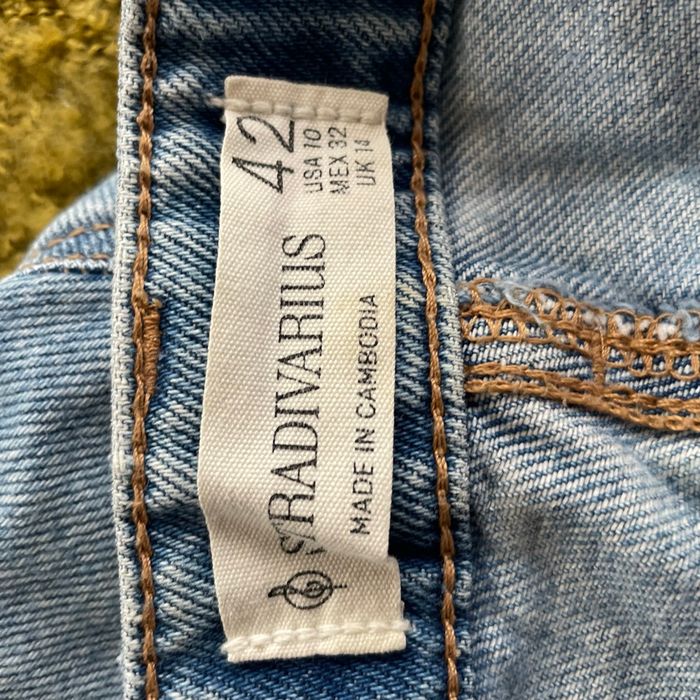 STRADIVARIUS
MADE IN CAMBODIA
42
USA 10
MEX 32
UK 14